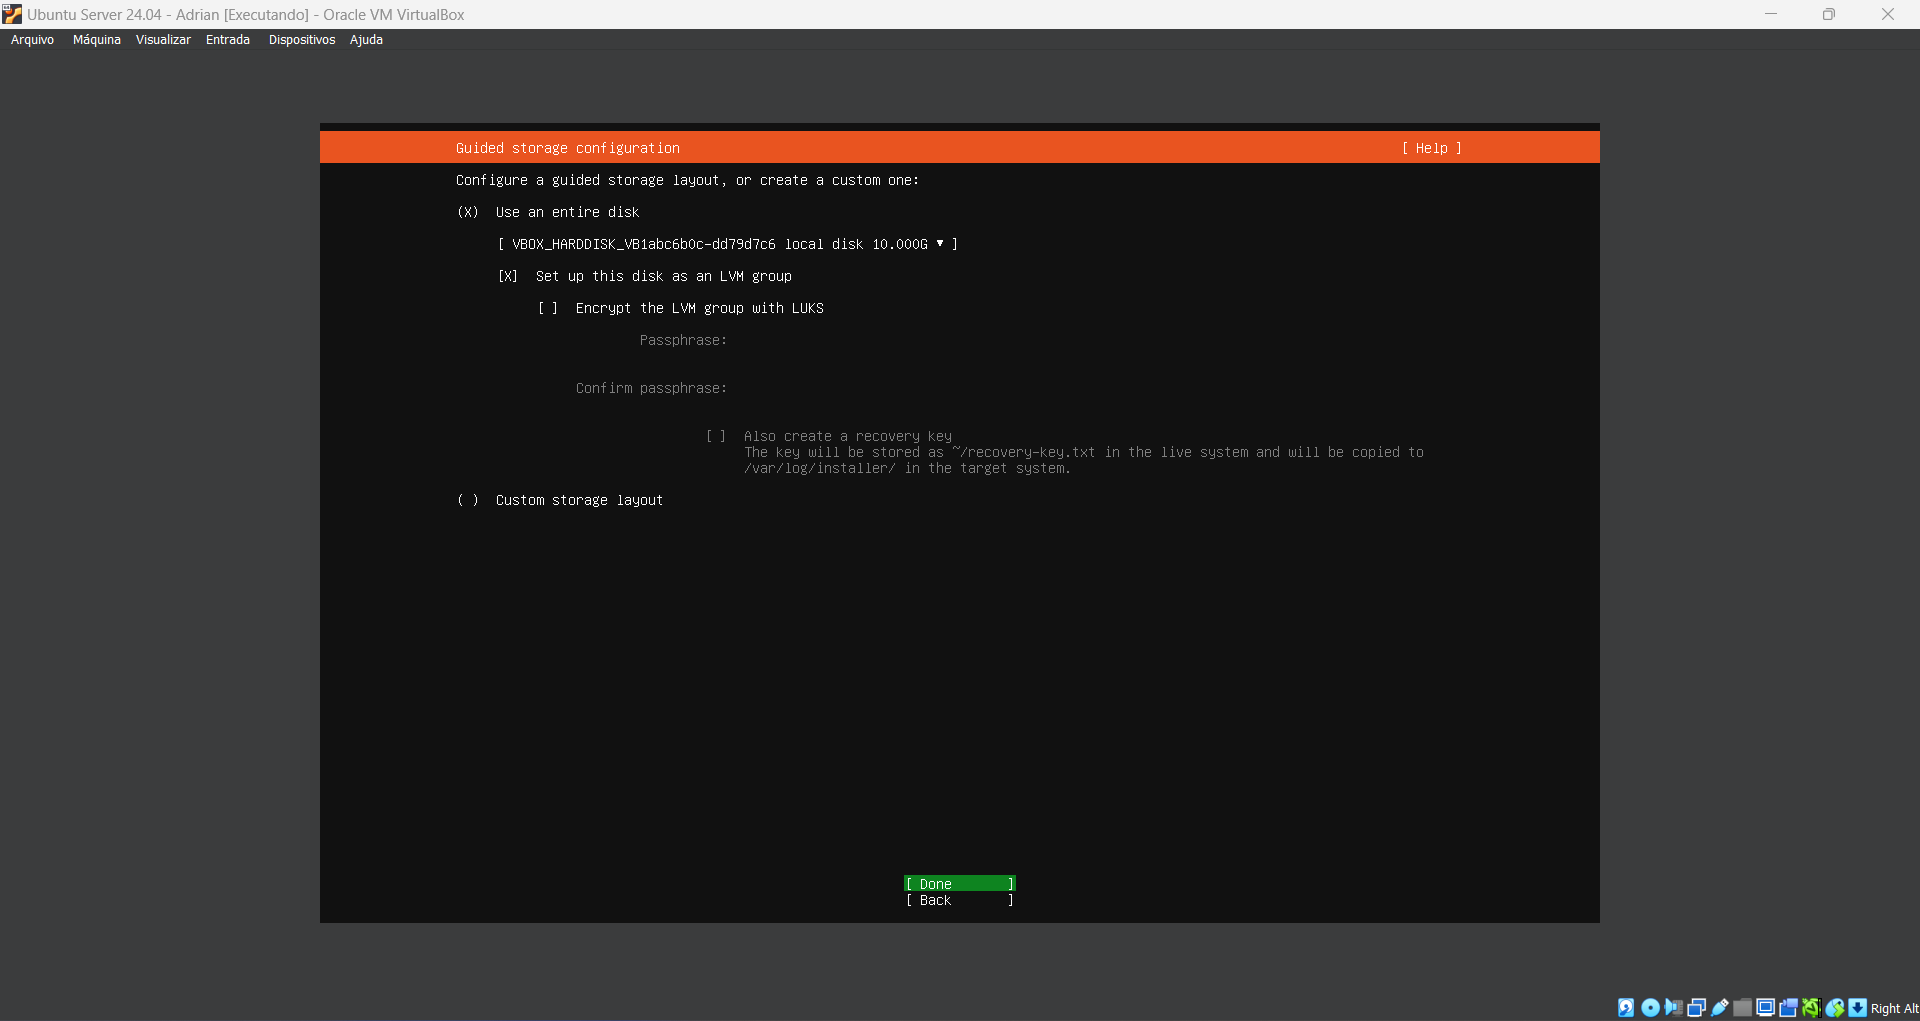 Ubuntu Server 24.04 - Adrian [Executando] - Oracle VM VirtualBox
Arquivo Máquina Visualizar Entrada Dispositivos Ajuda
Guided storage configuration [ Help ]
Configure a guided storage layout, or create a custom one:
(X) Use an entire disk
[ VBOX_HARDDISK_VB1abc6b0c-dd79d7c6 local disk 10.000G ▾ ]
[X] Set up this disk as an LVM group
[ ] Encrypt the LVM group with LUKS
Passphrase:
Confirm passphrase:
[ ] Also create a recovery key
The key will be stored as ~/recovery-key.txt in the live system and will be copied to
/var/log/installer/ in the target system.
( ) Custom storage layout
[ Done ]
[ Back ]
Right Alt